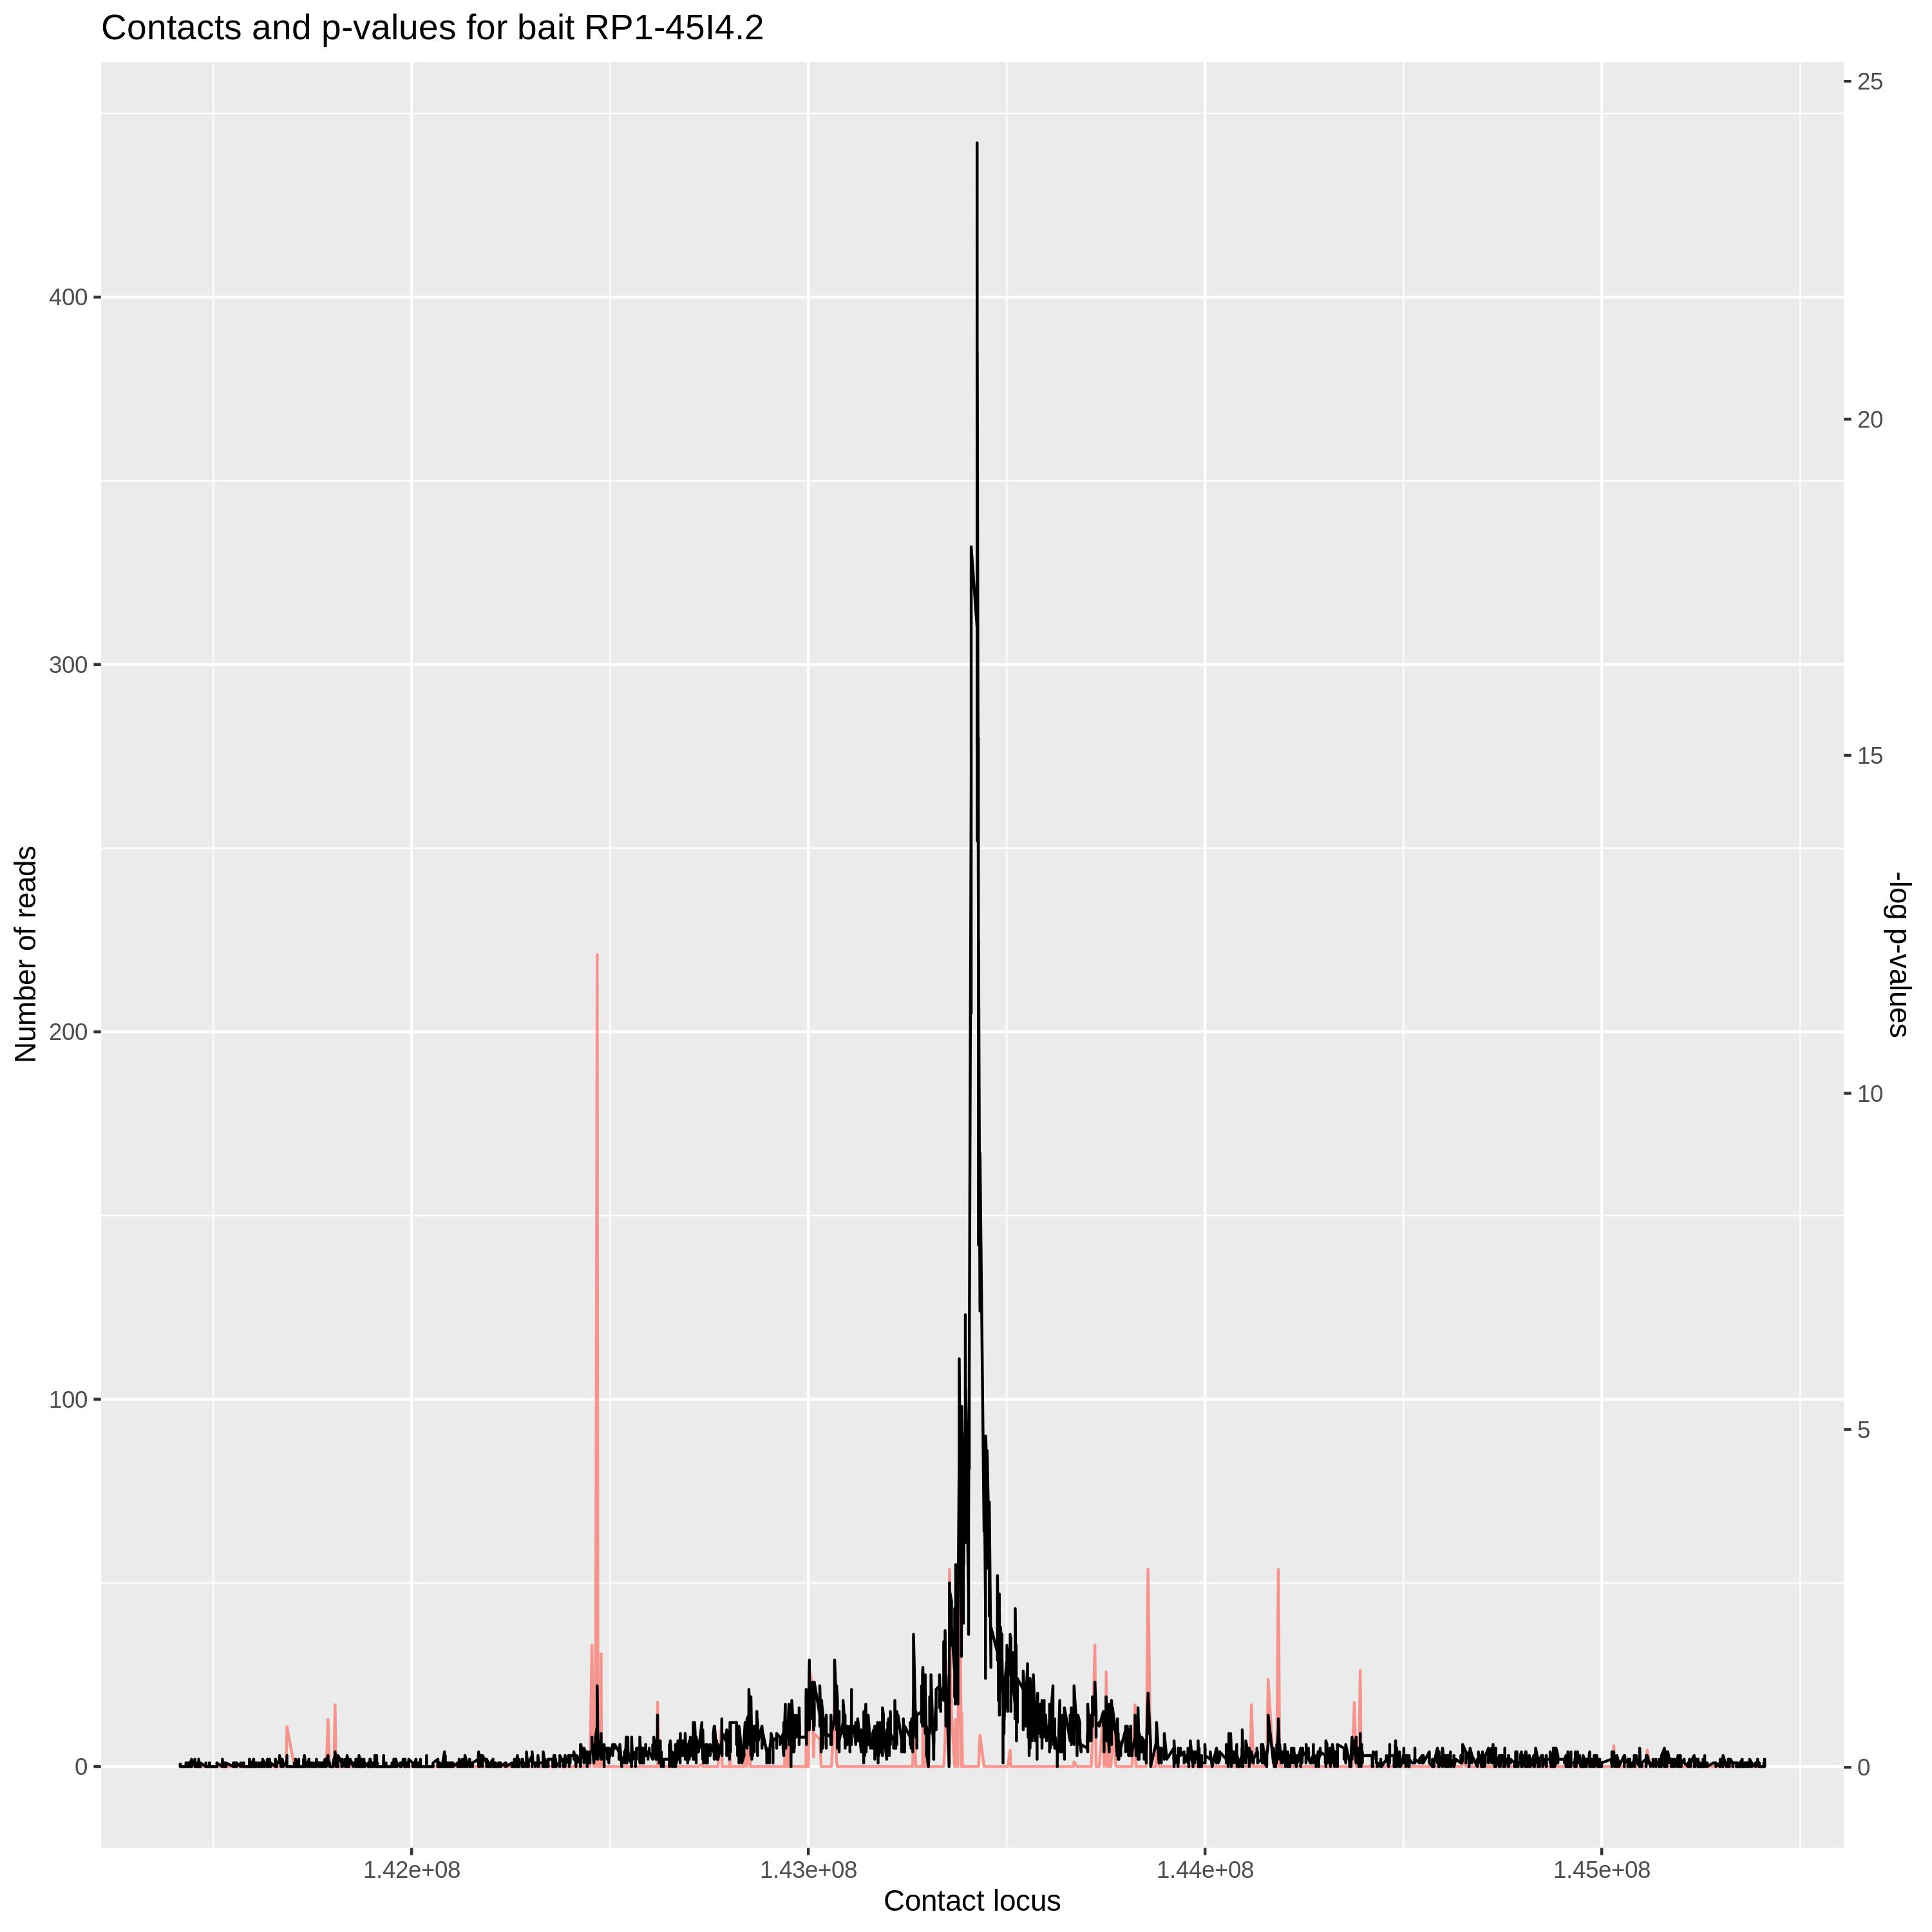 Contacts and p-values for bait RP1-45I4.2
25
400
20
300
15
Number of reads
-log p-values
200
10
100
5
0
0
1.42e+08
1.43e+08
1.44e+08
1.45e+08
Contact locus